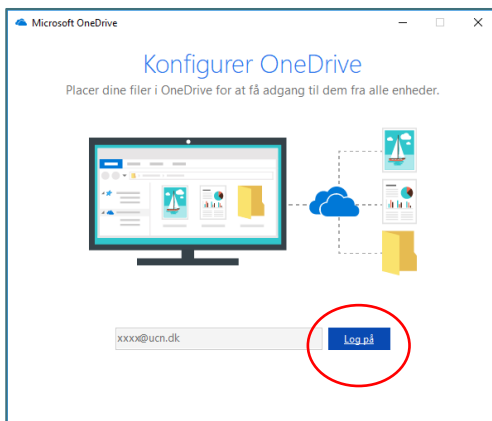 Microsoft OneDrive
Konfigurer OneDrive
Placer dine filer i OneDrive for at få adgang til dem fra alle enheder.
xxxx@ucn.dk
Log på